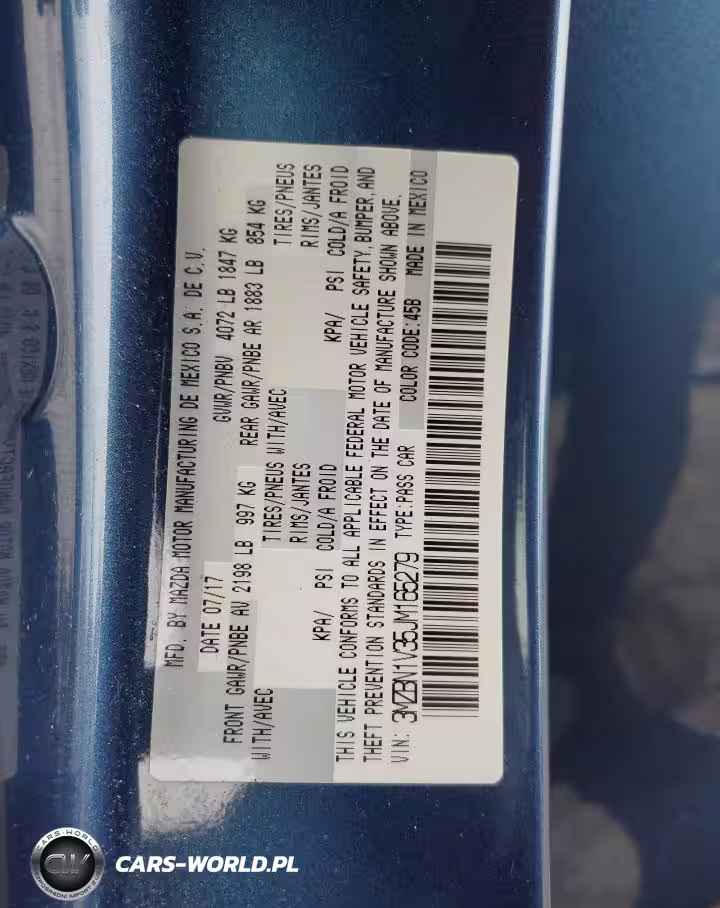 MFD. BY MAZDA MOTOR MANUFACTURING DE MEXICO S.A. DE C.V.
DATE 07/17 GVWR/PNBV 4072 LB 1847 KG
FRONT GAWR/PNBE AV 2198 LB 997 KG REAR GAWR/PNBE AR 1883 LB 854 KG
WITH/AVEC TIRES/PNEUS WITH/AVEC TIRES/PNEUS
RIMS/JANTES RIMS/JANTES
KPA/ PSI COLD/A FROID KPA/ PSI COLD/A FROID
THIS VEHICLE CONFORMS TO ALL APPLICABLE FEDERAL MOTOR VEHICLE SAFETY, BUMPER, AND
THEFT PREVENTION STANDARDS IN EFFECT ON THE DATE OF MANUFACTURE SHOWN ABOVE.
VIN: 3MZBN1V35JM166279 TYPE:PASS CAR COLOR CODE:45B MADE IN MEXICO
CARS-WORLD
CW
CARS-WORLD.PL